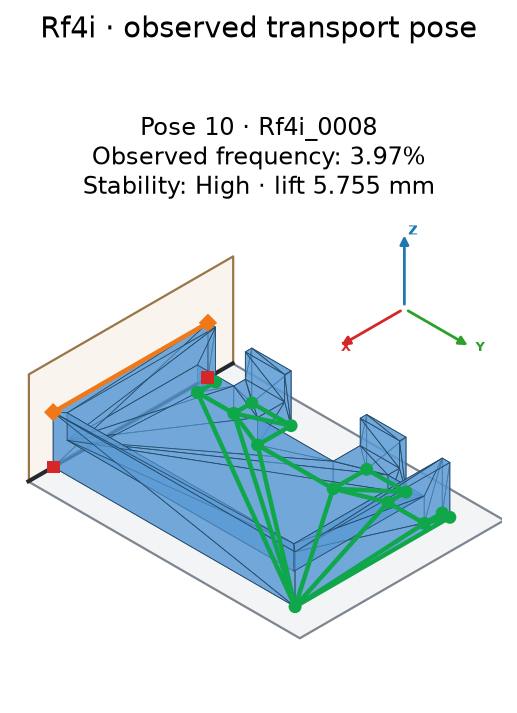 Rf4i · observed transport pose
Pose 10 · Rf4i_0008
Observed frequency: 3.97%
Stability: High · lift 5.755 mm
Z
X
Y